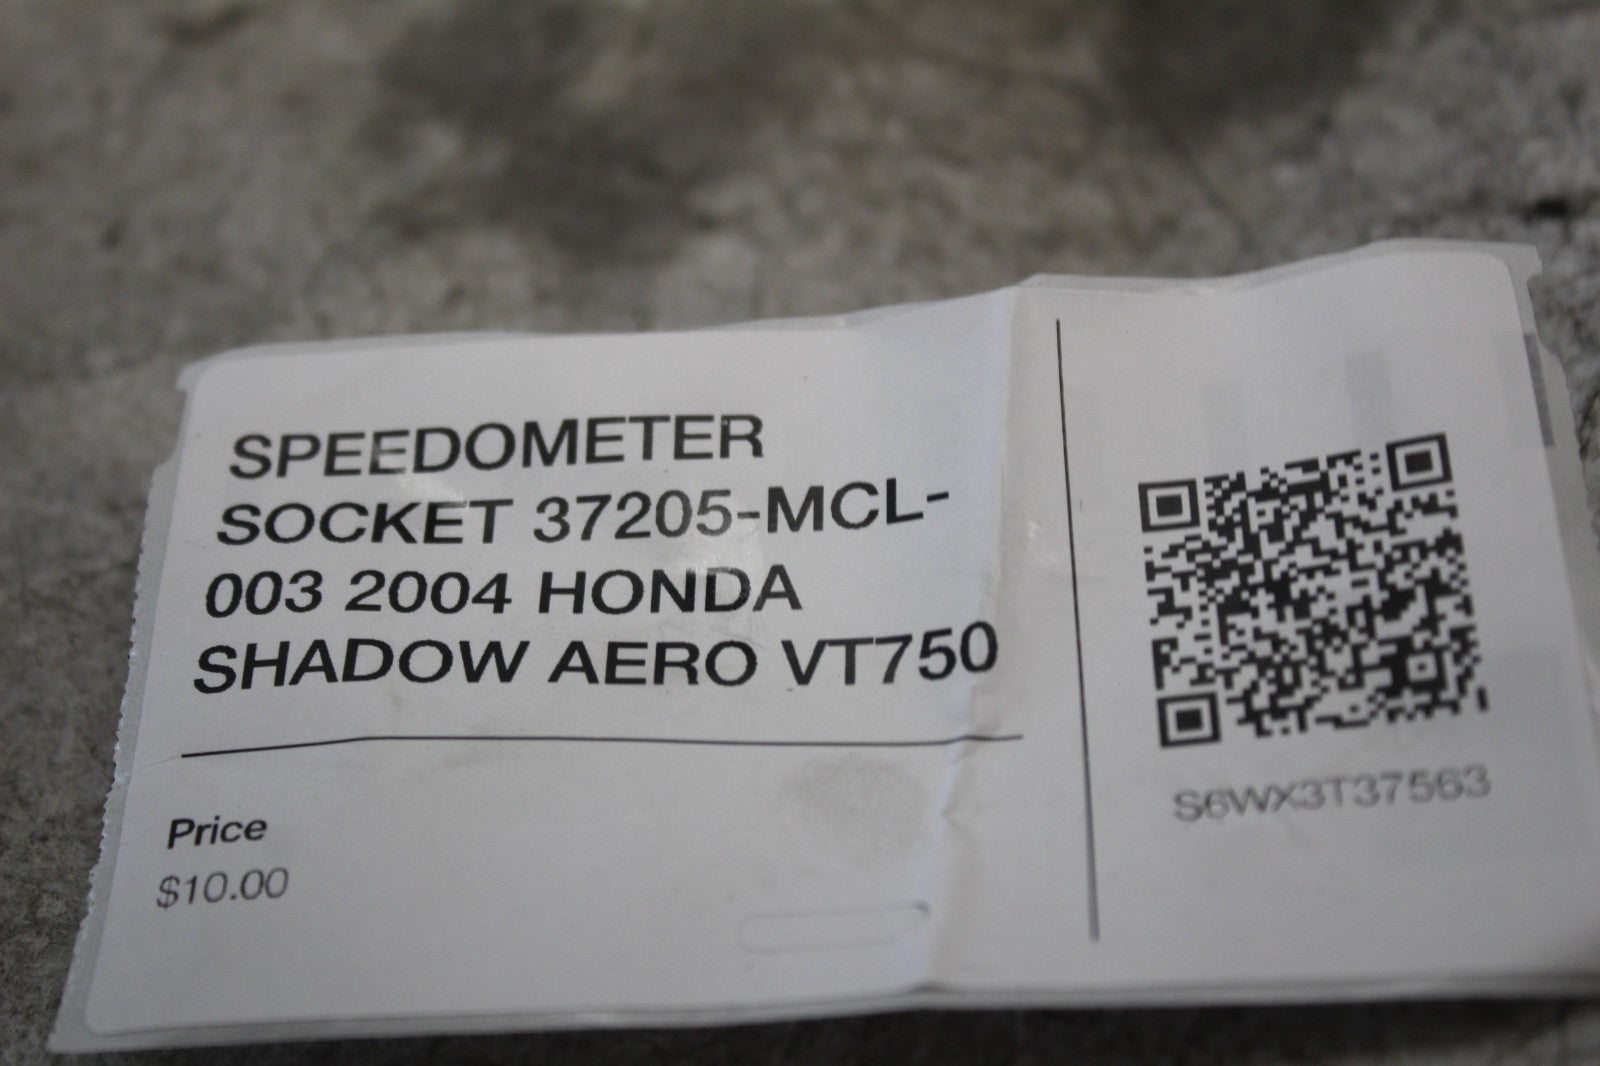 SPEEDOMETER
SOCKET 37205-MCL-
003 2004 HONDA
SHADOW AERO VT750
Price
$10.00
S6WX3T37563